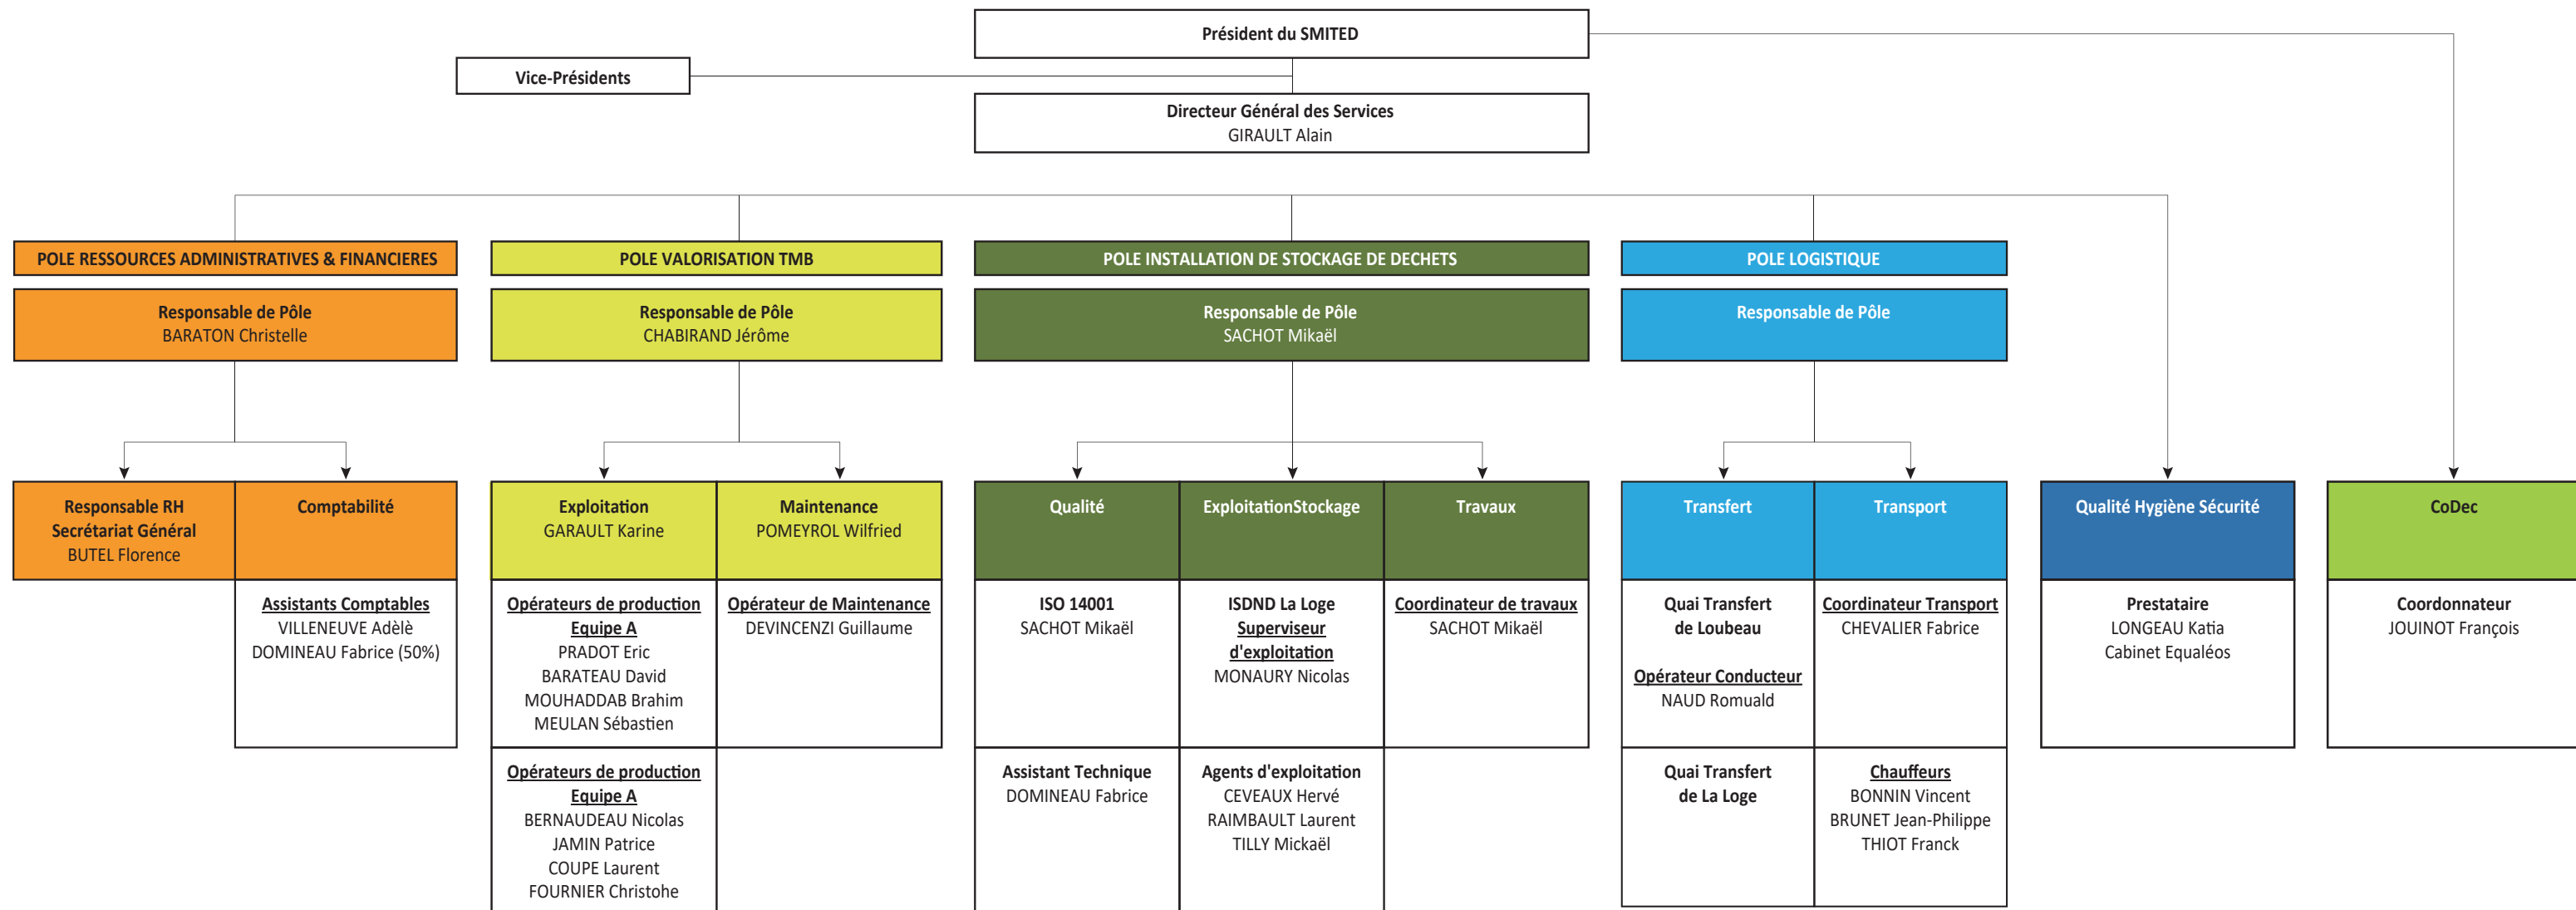 Président du SMITED
Vice-Présidents
Directeur Général des Services
GIRAULT Alain
POLE RESSOURCES ADMINISTRATIVES & FINANCIERES
Responsable de Pôle
BARATON Christelle
POLE VALORISATION TMB
Responsable de Pôle
CHABIRAND Jérôme
POLE INSTALLATION DE STOCKAGE DE DECHETS
Responsable de Pôle
SACHOT Mikaël
POLE LOGISTIQUE
Responsable de Pôle
Responsable RH
Secrétariat Général
BUTEL Florence
Comptabilité
Assistants Comptables
VILLENEUVE Adèlè
DOMINEAU Fabrice (50%)
Exploitation
GARAULT Karine
Opérateurs de production
Equipe A
PRADOT Eric
BARATEAU David
MOUHADDAB Brahim
MEULAN Sébastien
Opérateurs de production
Equipe A
BERNAUDEAU Nicolas
JAMIN Patrice
COUPE Laurent
FOURNIER Christohe
Maintenance
POMEYROL Wilfried
Opérateur de Maintenance
DEVINCENZI Guillaume
Qualité
ISO 14001
SACHOT Mikaël
Assistant Technique
DOMINEAU Fabrice
ExploitationStockage
ISDND La Loge
Superviseur
d'exploitation
MONAURY Nicolas
Agents d'exploitation
CEVEAUX Hervé
RAIMBAULT Laurent
TILLY Mickaël
Travaux
Coordinateur de travaux
SACHOT Mikaël
Transfert
Quai Transfert
de Loubeau
Opérateur Conducteur
NAUD Romuald
Quai Transfert
de La Loge
Transport
Coordinateur Transport
CHEVALIER Fabrice
Chauffeurs
BONNIN Vincent
BRUNET Jean-Philippe
THIOT Franck
Qualité Hygiène Sécurité
Prestataire
LONGEAU Katia
Cabinet Equaléos
CoDec
Coordonnateur
JOUINOT François